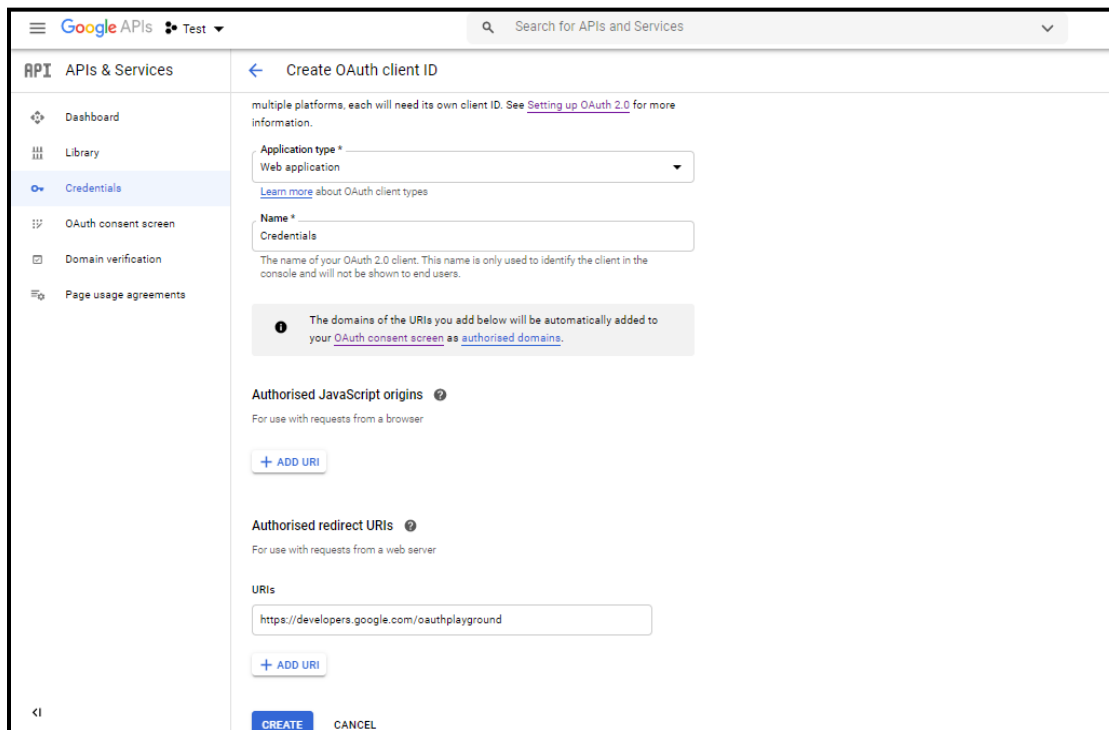 Google APIs Test
Search for APIs and Services
API APIs & Services
Create OAuth client ID
Dashboard
Library
Credentials
OAuth consent screen
Domain verification
Page usage agreements
multiple platforms, each will need its own client ID. See Setting up OAuth 2.0 for more
information.
Application type *
Web application
Learn more about OAuth client types
Name *
Credentials
The name of your OAuth 2.0 client. This name is only used to identify the client in the
console and will not be shown to end users.
The domains of the URIs you add below will be automatically added to
your OAuth consent screen as authorised domains.
Authorised JavaScript origins
For use with requests from a browser
+ ADD URI
Authorised redirect URIs
For use with requests from a web server
URIs
https://developers.google.com/oauthplayground
+ ADD URI
CREATE CANCEL